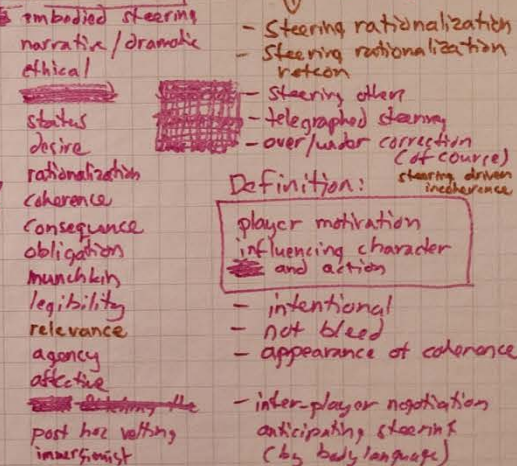 embodied steering
narrative/dramatic
ethical
status
desire
rationalization
coherence
consequence
obligation
munchkin
legibility
relevance
agency
affective
post hoc vetting
immersionist
- Steering rationalization
- Steering rationalization
retcon
- Steering others
- telegraphed steering
- over/under correction
(of course)
steering driven
incoherence
Definition:
player motivation
influencing character
and action
- intentional
- not bleed
- appearance of coherence
- inter-player negotiation
anticipating steering
(by body language)